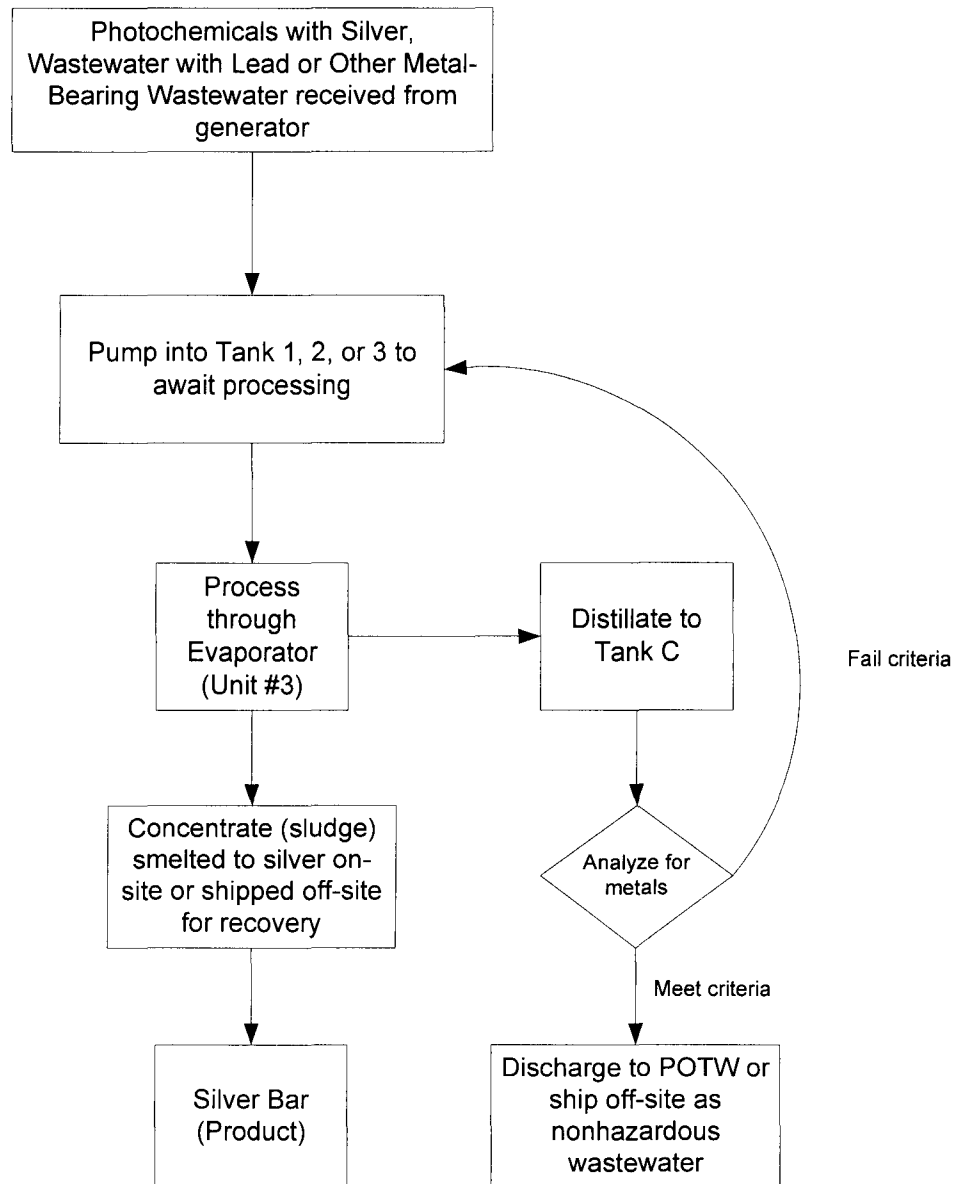 Photochemicals with Silver,
Wastewater with Lead or Other Metal-
Bearing Wastewater received from
generator
Pump into Tank 1, 2, or 3 to
await processing
Process
through
Evaporator
(Unit #3)
Distillate to
Tank C
Fail criteria
Concentrate (sludge)
smelted to silver on-
site or shipped off-site
for recovery
Analyze for
metals
Meet criteria
Silver Bar
(Product)
Discharge to POTW or
ship off-site as
nonhazardous
wastewater